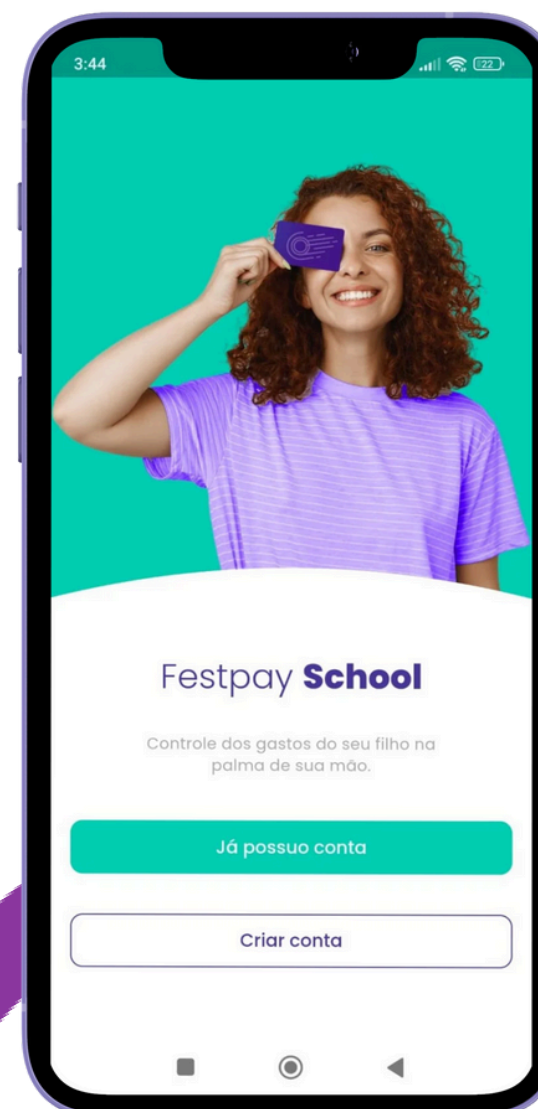 3:44
22
Festpay School
Controle dos gastos do seu filho na
palma de sua mão.
Já possuo conta
Criar conta